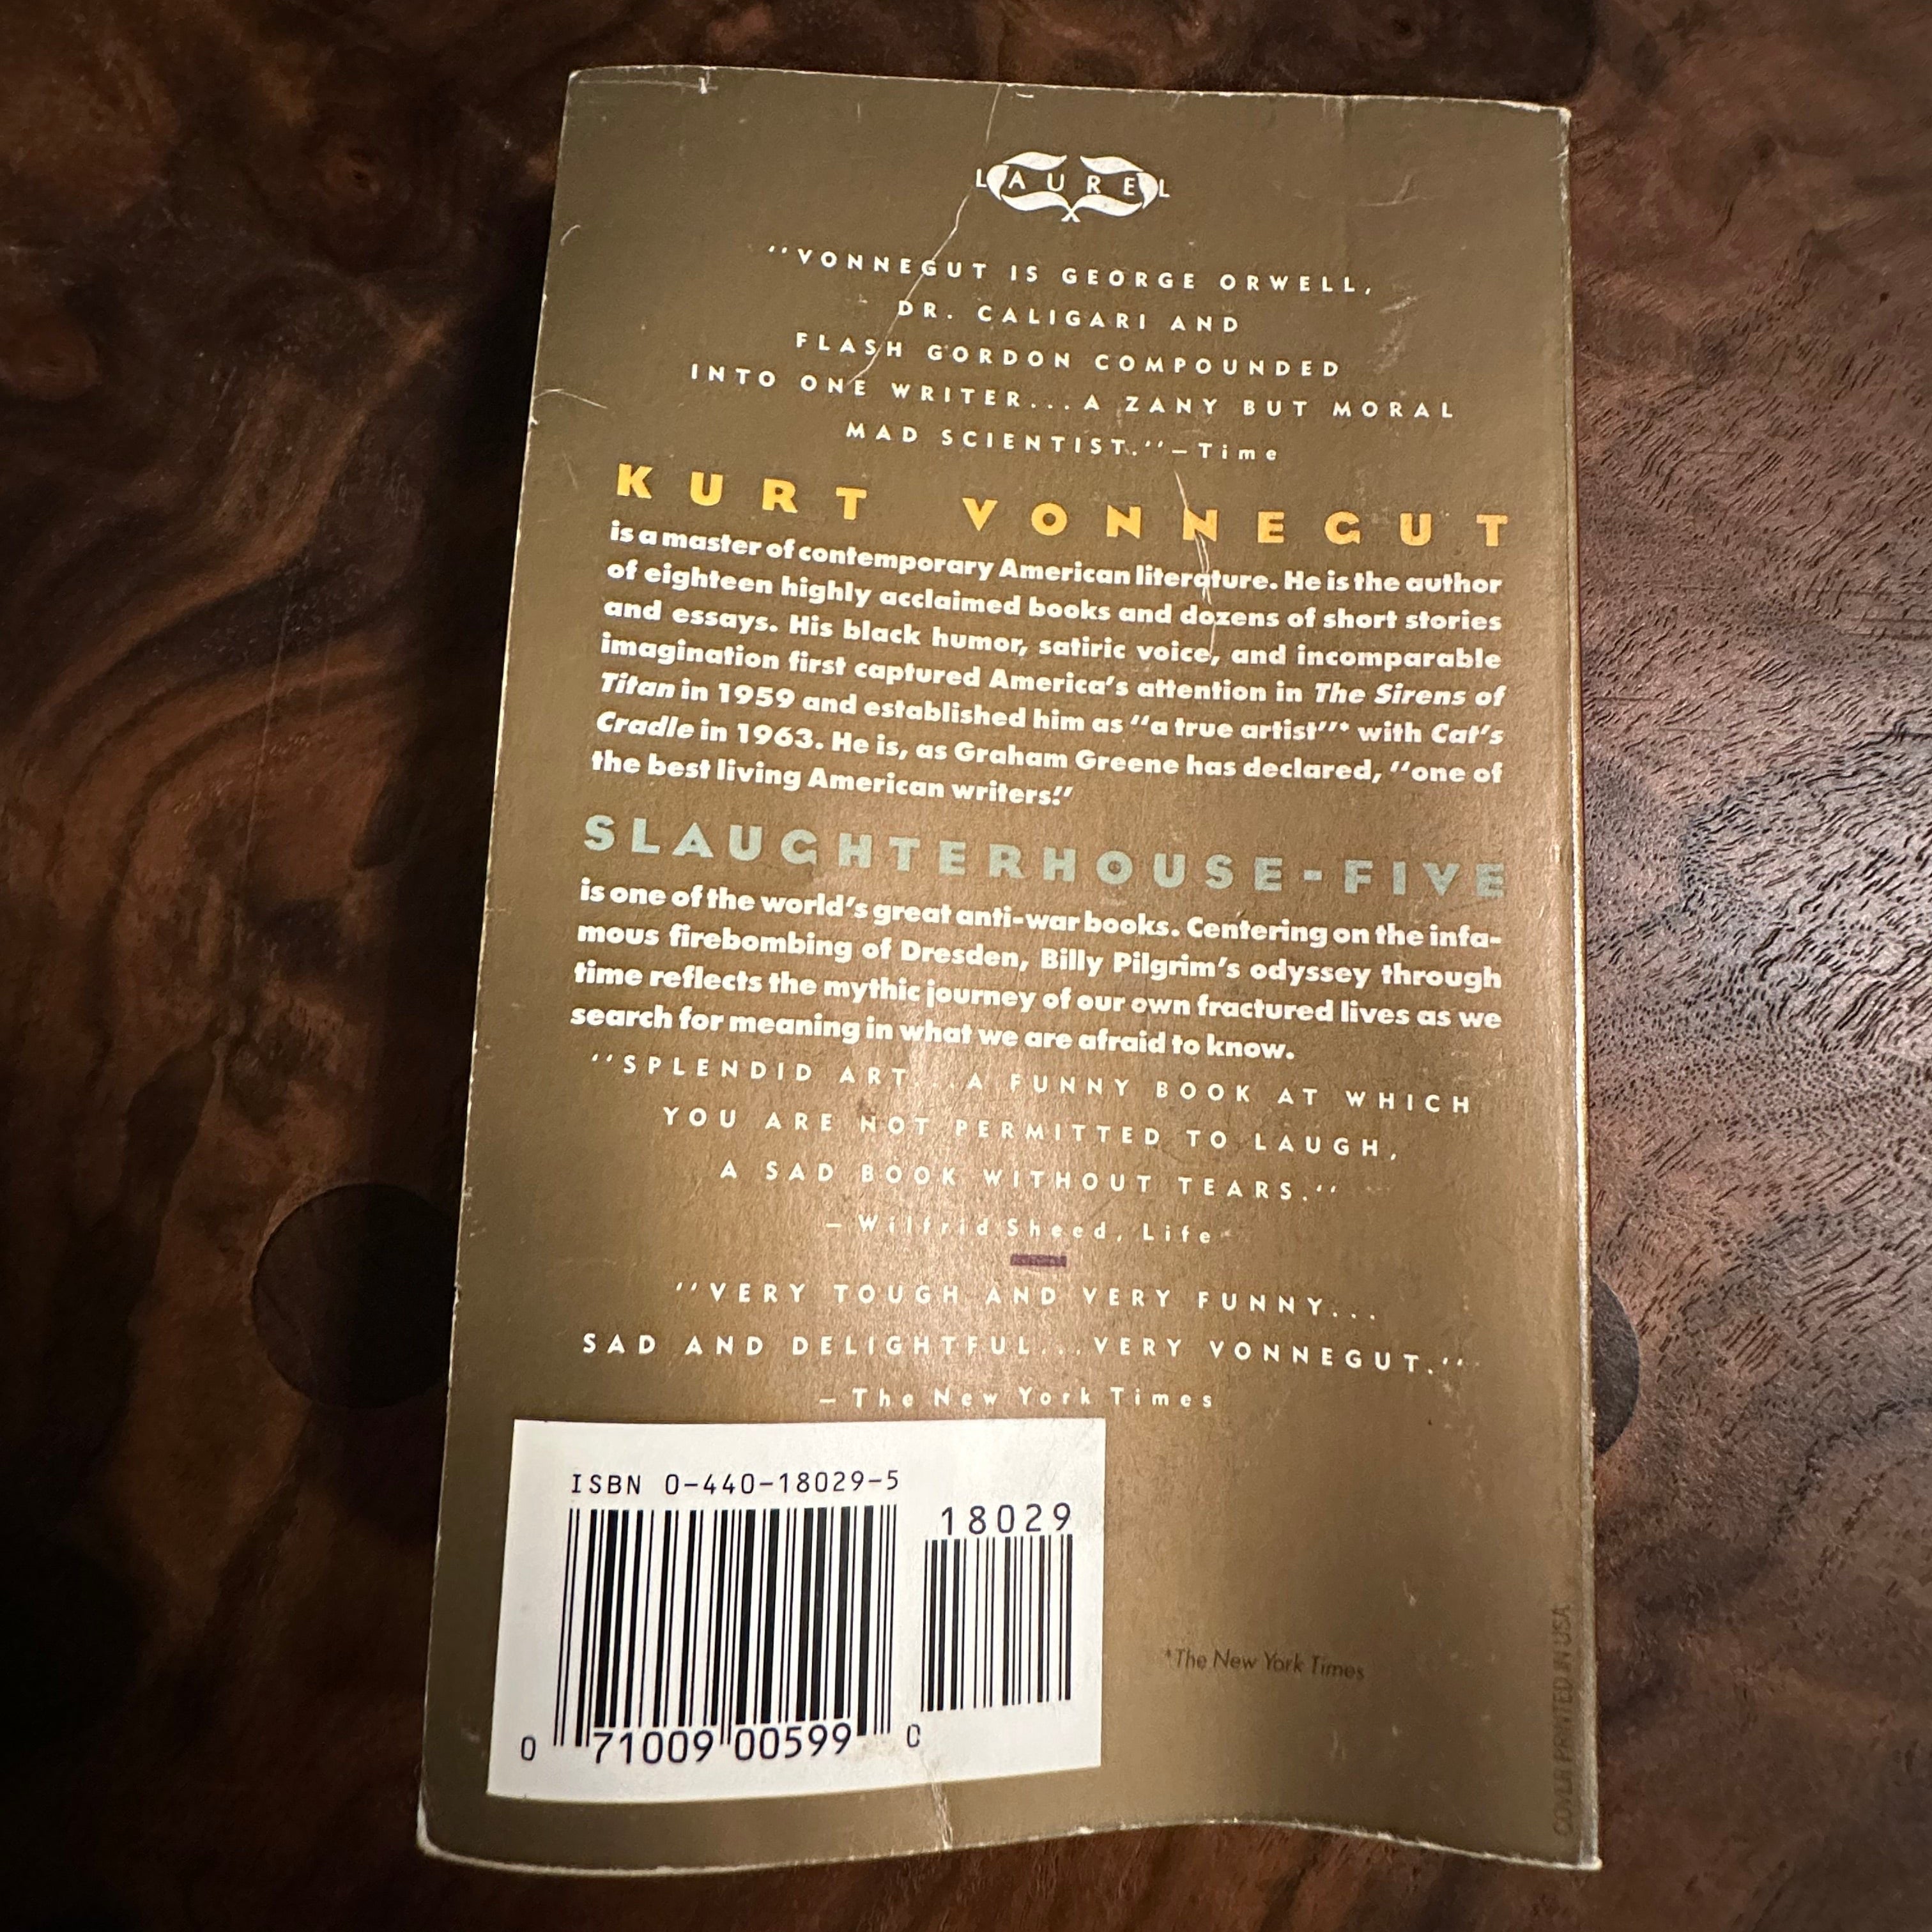 LAUREL
"VONNEGUT IS GEORGE ORWELL,
DR. CALIGARI AND
FLASH GORDON COMPOUNDED
INTO ONE WRITER...A ZANY BUT MORAL
MAD SCIENTIST."—Time
KURT VONNEGUT
is a master of contemporary American literature. He is the author
of eighteen highly acclaimed books and dozens of short stories
and essays. His black humor, satiric voice, and incomparable
imagination first captured America's attention in The Sirens of
Titan in 1959 and established him as "a true artist"* with Cat's
Cradle in 1963. He is, as Graham Greene has declared, "one of
the best living American writers."
SLAUGHTERHOUSE-FIVE
is one of the world's great anti-war books. Centering on the infa-
mous firebombing of Dresden, Billy Pilgrim's odyssey through
time reflects the mythic journey of our own fractured lives as we
search for meaning in what we are afraid to know.
"SPLENDID ART...A FUNNY BOOK AT WHICH
YOU ARE NOT PERMITTED TO LAUGH,
A SAD BOOK WITHOUT TEARS."
—Wilfrid Sheed, Life
"VERY TOUGH AND VERY FUNNY...
SAD AND DELIGHTFUL...VERY VONNEGUT."
—The New York Times
ISBN 0-440-18029-5
18029
0 71009 00599 0
*The New York Times
COVER PRINTED IN USA